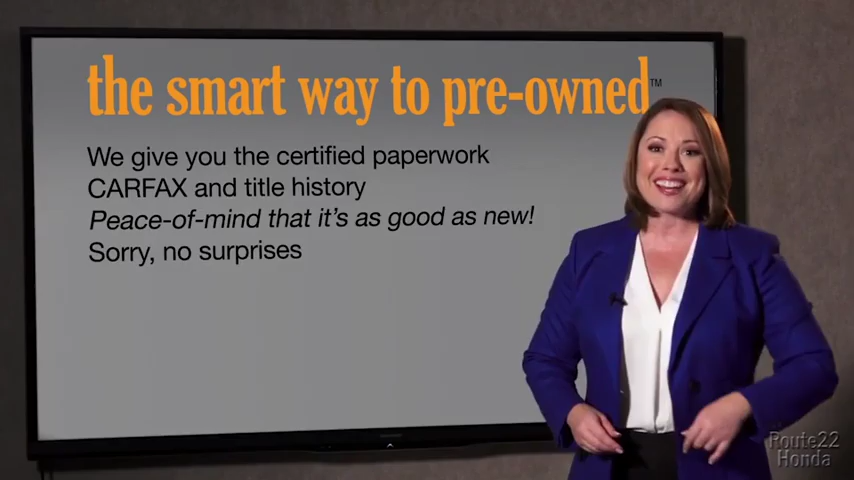 the smart way to pre-owned™
We give you the certified paperwork
CARFAX and title history
Peace-of-mind that it's as good as new!
Sorry, no surprises
Route22
Honda